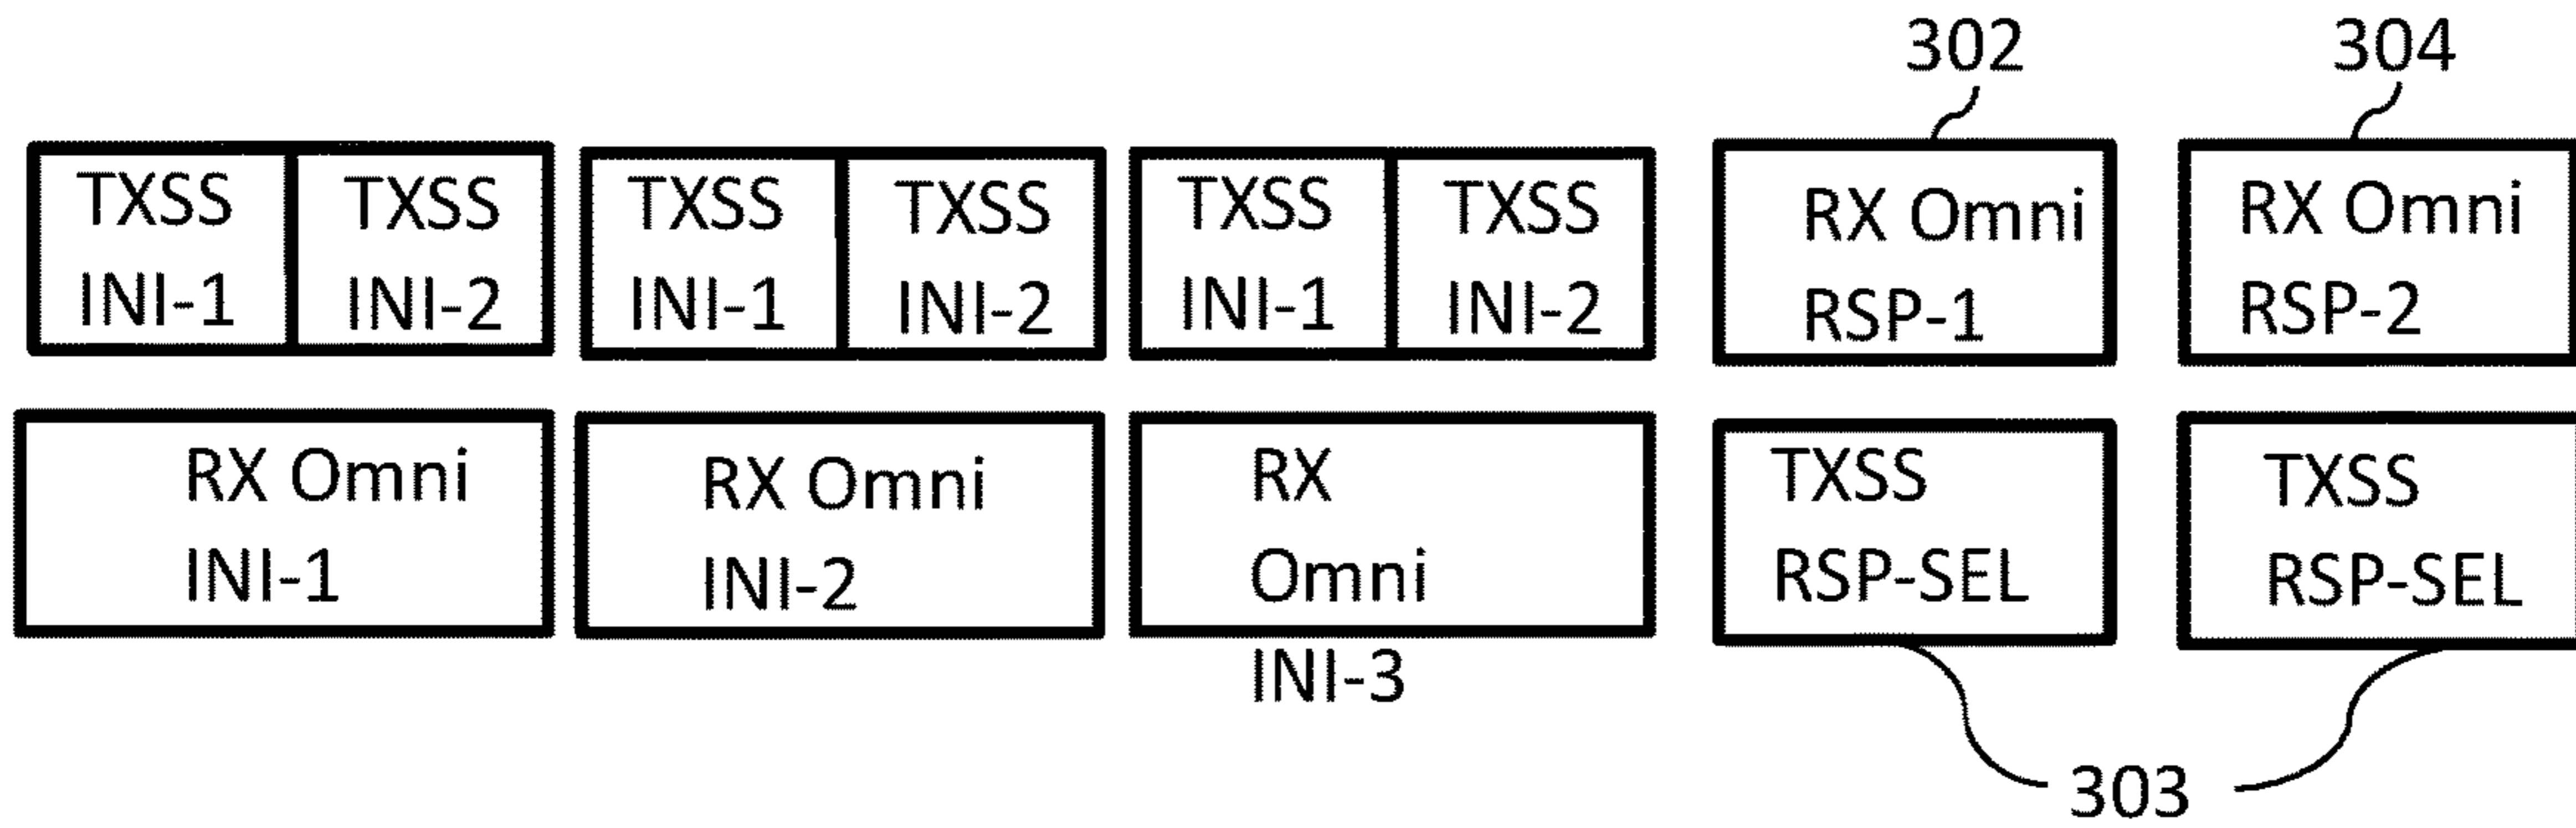 302
304
TXSS
INI-1
TXSS
INI-2
TXSS
INI-1
TXSS
INI-2
TXSS
INI-1
TXSS
INI-2
RX Omni
RSP-1
RX Omni
RSP-2
RX Omni
INI-1
RX Omni
INI-2
RX
Omni
INI-3
TXSS
RSP-SEL
TXSS
RSP-SEL
303